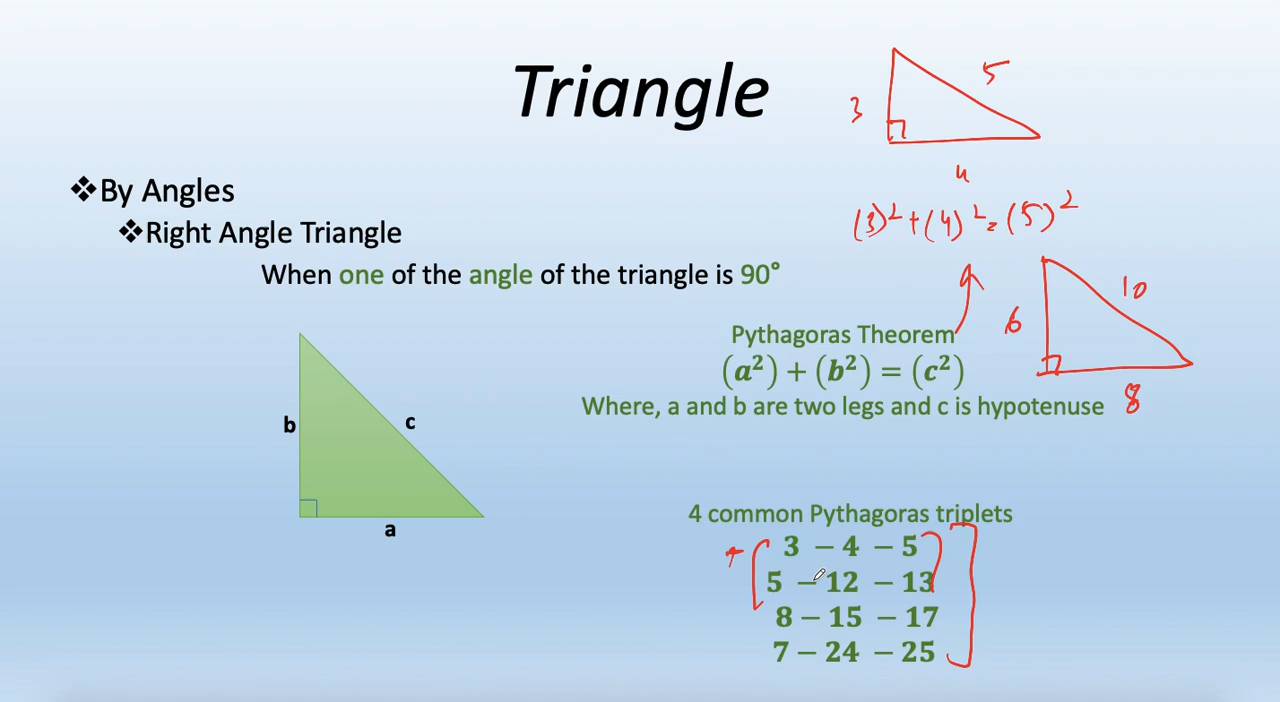 Triangle
5
3
4
(3)²+(4)²=(5)²
❖By Angles
❖Right Angle Triangle
When one of the angle of the triangle is 90°
10
6
8
Pythagoras Theorem
(a²) + (b²) = (c²)
Where, a and b are two legs and c is hypotenuse
b
c
a
4 common Pythagoras triplets
3 – 4 – 5
5 – 12 – 13
8 – 15 – 17
7 – 24 – 25